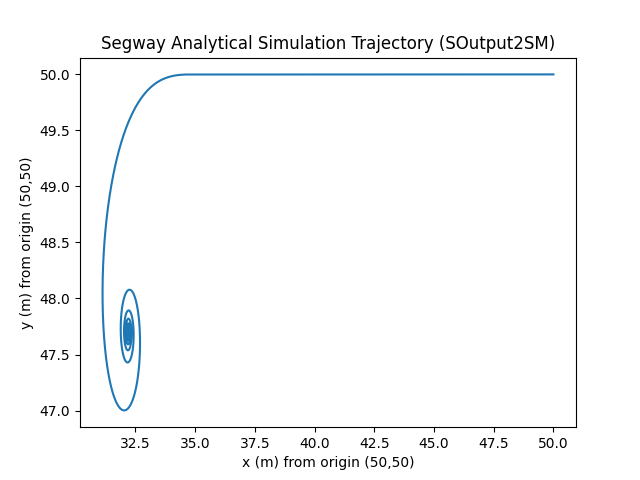 Segway Analytical Simulation Trajectory (SOutput2SM)
50.0
49.5
49.0
48.5
48.0
47.5
47.0
y (m) from origin (50,50)
32.5 35.0 37.5 40.0 42.5 45.0 47.5 50.0
x (m) from origin (50,50)